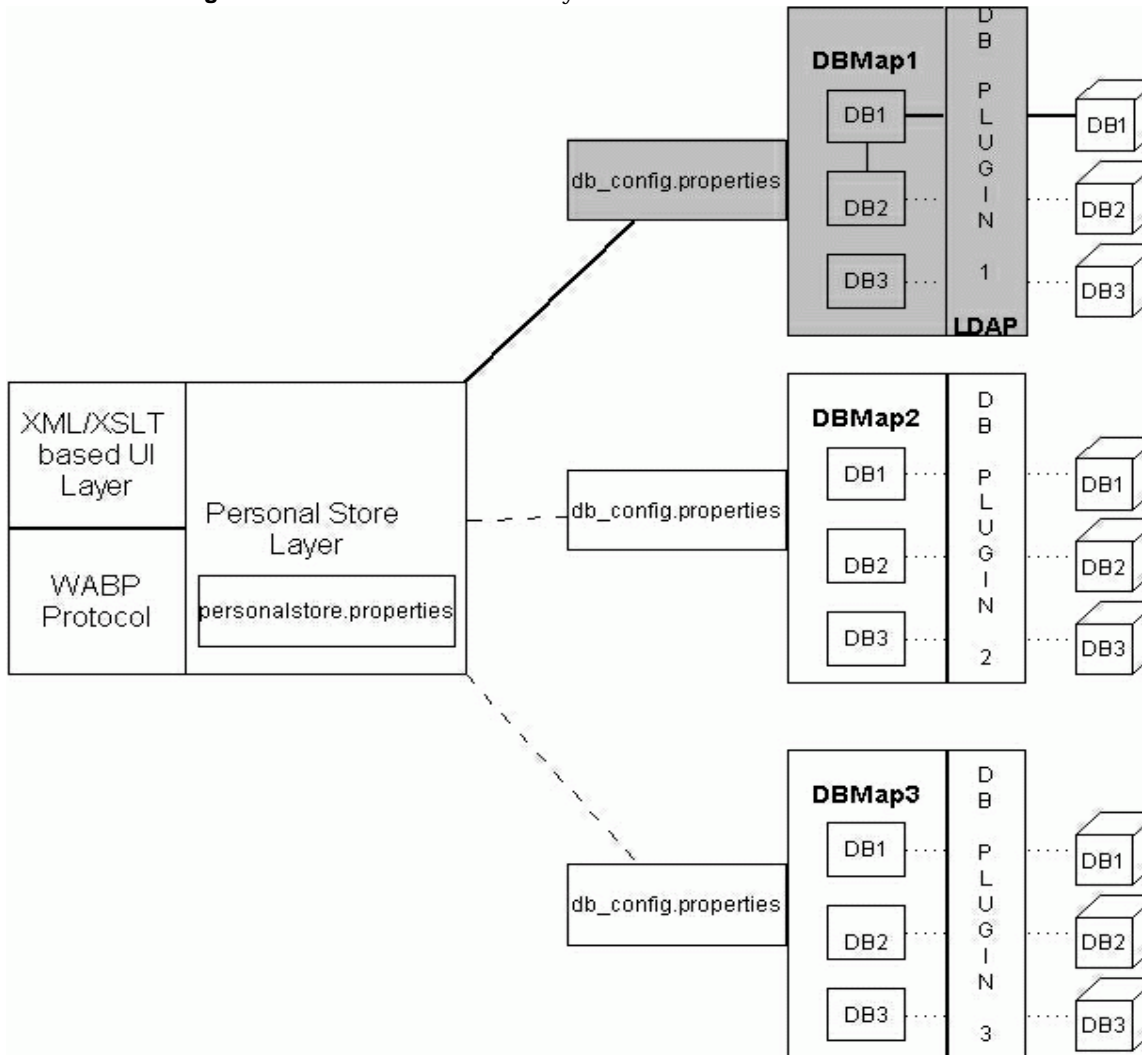 DBMap1
DB1
DB2
DB3
DB PLUGIN 1
LDAP
DB1
DB2
DB3
db_config.properties
XML/XSLT
based UI
Layer
WABP
Protocol
Personal Store
Layer
personalstore.properties
DBMap2
DB1
DB2
DB3
DB PLUGIN 2
DB1
DB2
DB3
db_config.properties
DBMap3
DB1
DB2
DB3
DB PLUGIN 3
DB1
DB2
DB3
db_config.properties